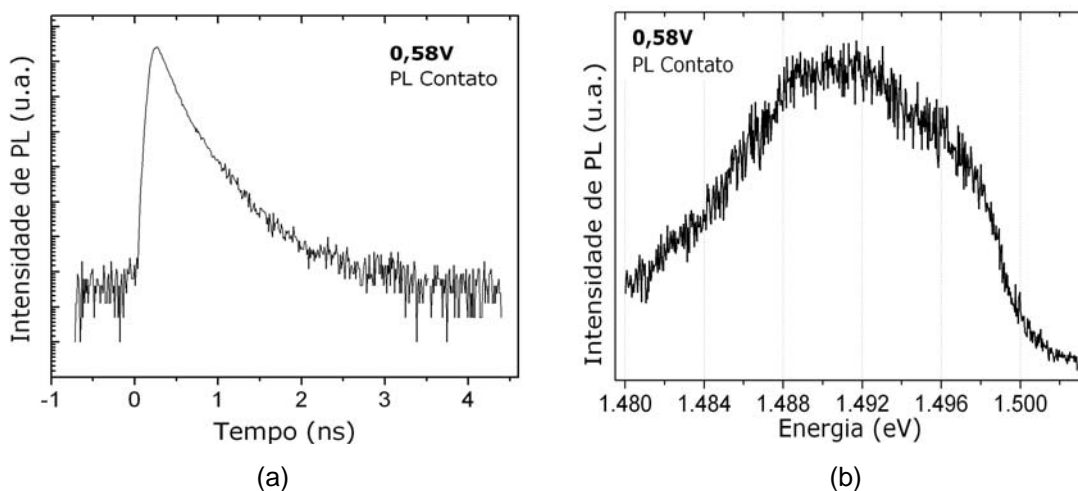 0,58V
PL Contato
Intensidade de PL (u.a.)
-1 0 1 2 3 4
Tempo (ns)
(a)
0,58V
PL Contato
Intensidade de PL (u.a.)
1.480 1.484 1.488 1.492 1.496 1.500
Energia (eV)
(b)